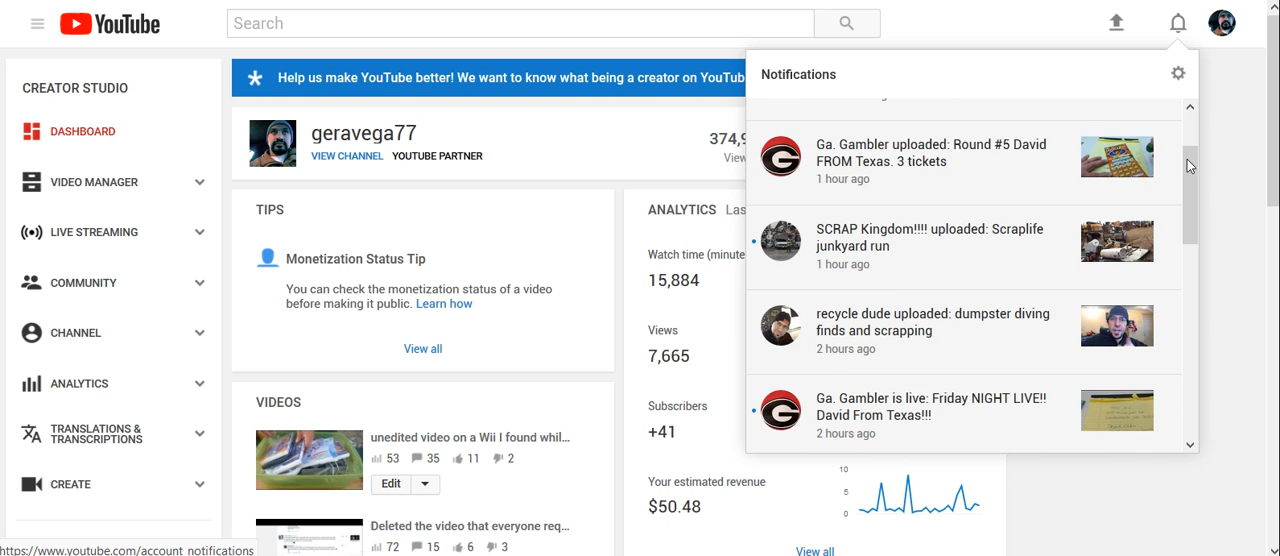 YouTube
Search
CREATOR STUDIO
DASHBOARD
VIDEO MANAGER
LIVE STREAMING
COMMUNITY
CHANNEL
ANALYTICS
TRANSLATIONS &
TRANSCRIPTIONS
CREATE
https://www.youtube.com/account_notifications
Help us make YouTube better! We want to know what being a creator on YouTub
geravega77
VIEW CHANNEL YOUTUBE PARTNER
374,9
View
TIPS
Monetization Status Tip
You can check the monetization status of a video
before making it public. Learn how
View all
VIDEOS
unedited video on a Wii I found whil...
53 35 11 2
Edit
Deleted the video that everyone req...
72 15 6 3
ANALYTICS Las
Watch time (minute
15,884
Views
7,665
Subscribers
+41
Your estimated revenue
$50.48
10
5
0
View all
Notifications
Ga. Gambler uploaded: Round #5 David
FROM Texas. 3 tickets
1 hour ago
SCRAP Kingdom!!!! uploaded: Scraplife
junkyard run
1 hour ago
recycle dude uploaded: dumpster diving
finds and scrapping
2 hours ago
Ga. Gambler is live: Friday NIGHT LIVE!!
David From Texas!!!
2 hours ago